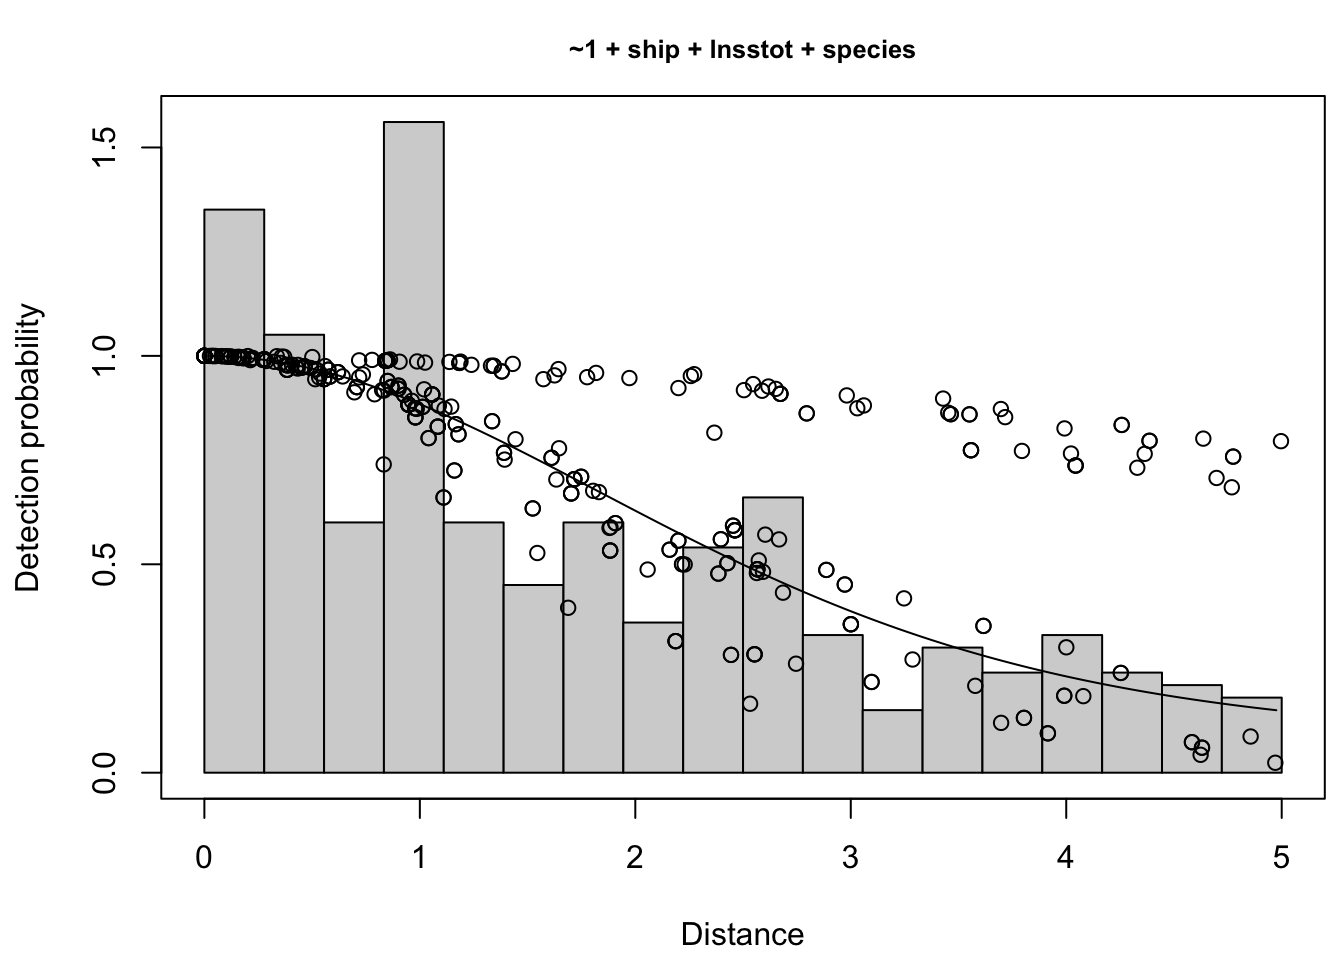 ~1 + ship + lnsstot + species
Detection probability
1.5
1.0
0.5
0.0
0 1 2 3 4 5
Distance